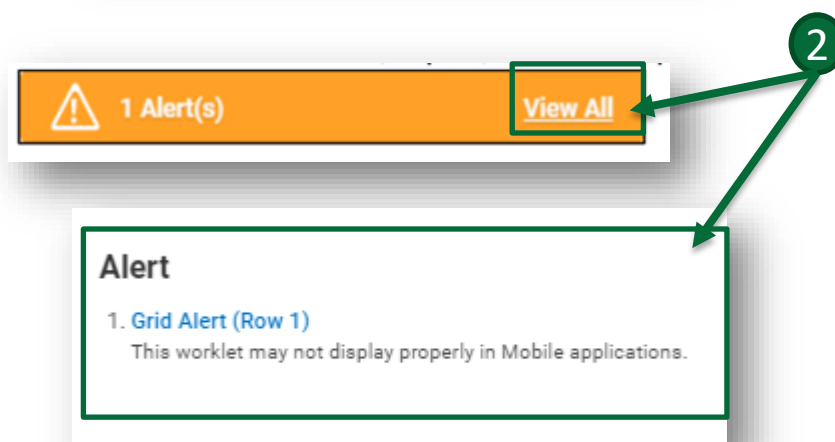 2
1 Alert(s) View All
Alert
1. Grid Alert (Row 1)
This worklet may not display properly in Mobile applications.